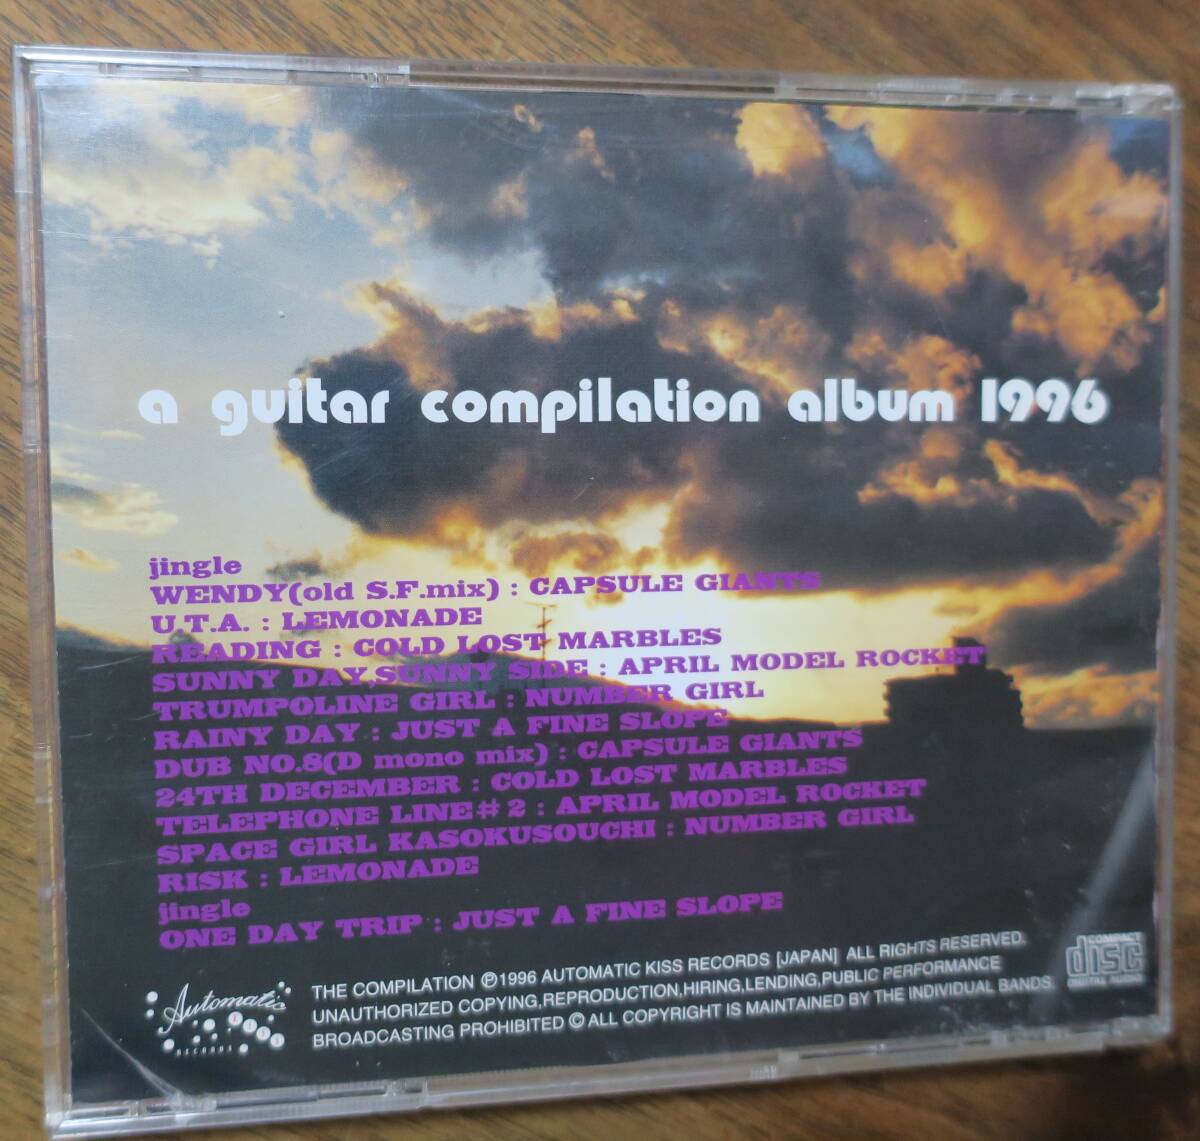 a guitar compilation album 1996
jingle
WENDY(old S.F.mix) : CAPSULE GIANTS
U.T.A. : LEMONADE
READING : COLD LOST MARBLES
SUNNY DAY,SUNNY SIDE : APRIL MODEL ROCKET
TRUMPOLINE GIRL : NUMBER GIRL
RAINY DAY : JUST A FINE SLOPE
DUB NO.8(D mono mix) : CAPSULE GIANTS
24TH DECEMBER : COLD LOST MARBLES
TELEPHONE LINE#2 : APRIL MODEL ROCKET
SPACE GIRL KASOKUSOUCHI : NUMBER GIRL
RISK : LEMONADE
jingle
ONE DAY TRIP : JUST A FINE SLOPE
Automatic
KISS
RECORDS
THE COMPILATION ℗1996 AUTOMATIC KISS RECORDS [JAPAN] ALL RIGHTS RESERVED.
UNAUTHORIZED COPYING,REPRODUCTION,HIRING,LENDING,PUBLIC PERFORMANCE
BROADCASTING PROHIBITED © ALL COPYRIGHT IS MAINTAINED BY THE INDIVIDUAL BANDS.
COMPACT
disc
DIGITAL AUDIO